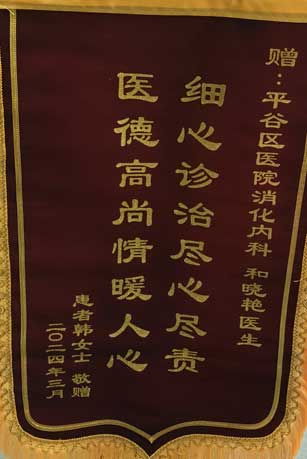 赠：平谷区医院消化内科 和晓艳医生
细心诊治尽心尽责
医德高尚情暖人心
患者韩女士 敬赠
二〇二四年三月